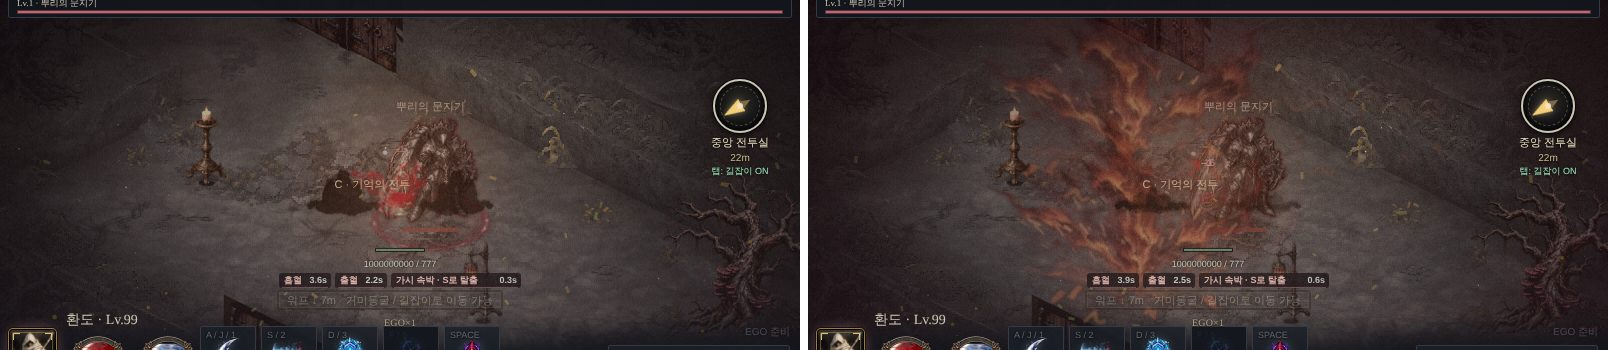 Lv.1 · 뿌리의 문지기
뿌리의 문지기
중앙 전투실
22m
탭: 길잡이 ON
C · 기억의 전투
1000000000 / 777
흡혈 3.6s 출혈 2.2s 가시 속박 · S로 탈출 0.3s
워프 : 7m 거미동굴 / 길잡이로 이동 가능
환도 · Lv.99
EGO×1
A / J / 1
S / 2
D / 3
SPACE
EGO 준비
Lv.1 · 뿌리의 문지기
뿌리의 문지기
중앙 전투실
22m
탭: 길잡이 ON
C · 기억의 전투
1000000000 / 777
흡혈 3.9s 출혈 2.5s 가시 속박 · S로 탈출 0.6s
워프 : 7m 거미동굴 / 길잡이로 이동 가능
환도 · Lv.99
EGO×1
A / J / 1
S / 2
D / 3
SPACE
EGO 준비